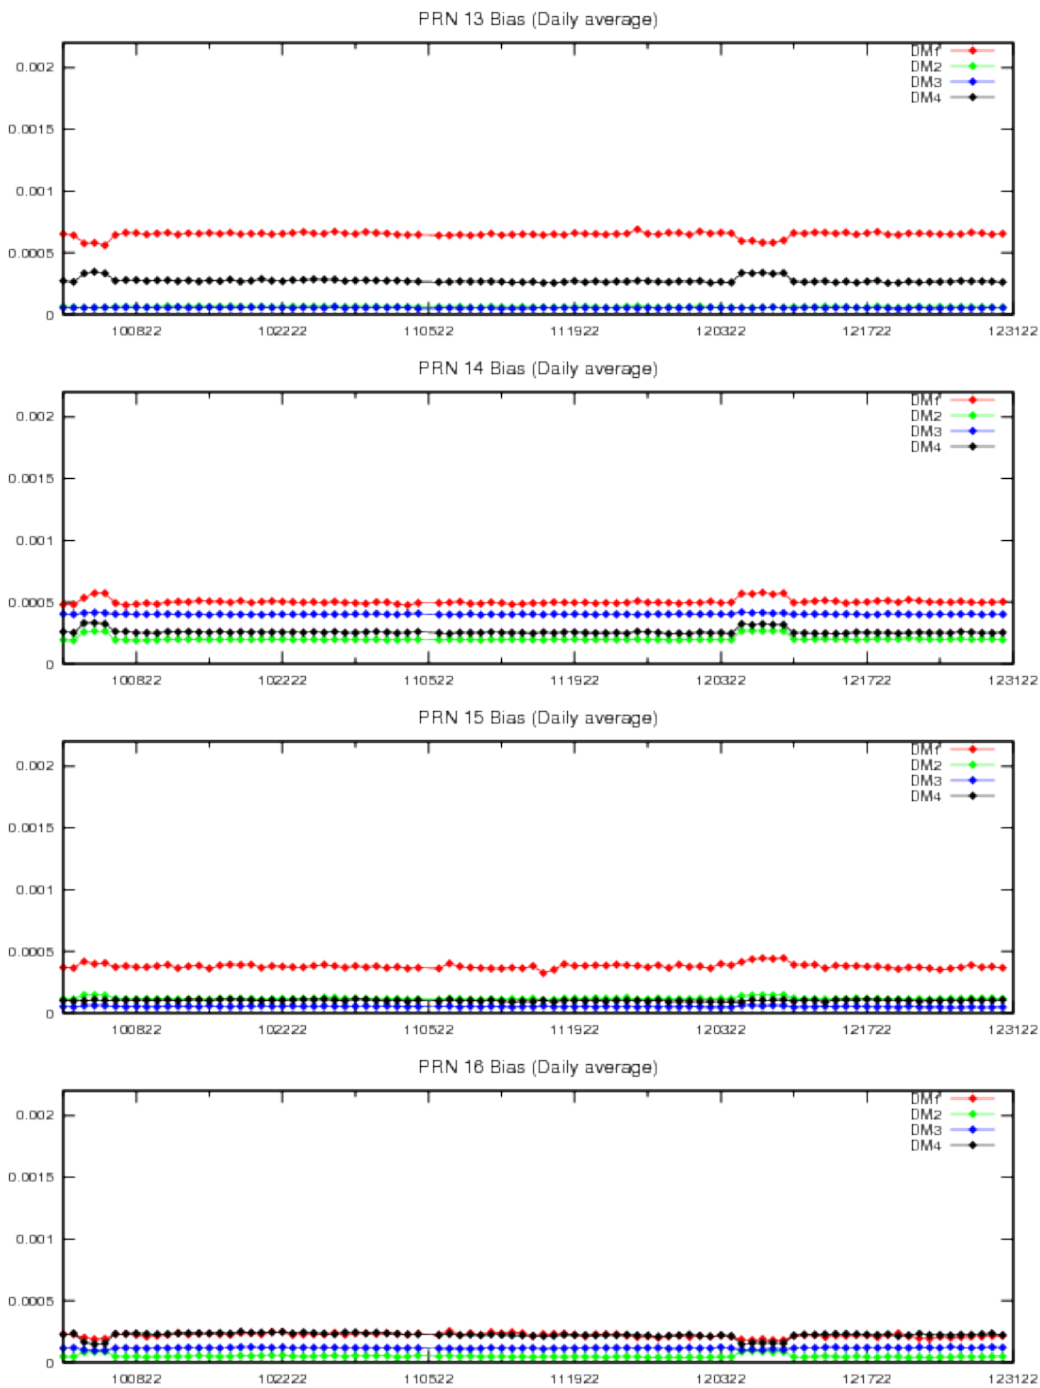 PRN 13 Bias (Daily average)
DM1
DM2
DM3
DM4
0.002
0.0015
0.001
0.0005
0
100822 102222 110522 111922 120322 121722 123122
PRN 14 Bias (Daily average)
DM1
DM2
DM3
DM4
0.002
0.0015
0.001
0.0005
0
100822 102222 110522 111922 120322 121722 123122
PRN 15 Bias (Daily average)
DM1
DM2
DM3
DM4
0.002
0.0015
0.001
0.0005
0
100822 102222 110522 111922 120322 121722 123122
PRN 16 Bias (Daily average)
DM1
DM2
DM3
DM4
0.002
0.0015
0.001
0.0005
0
100822 102222 110522 111922 120322 121722 123122